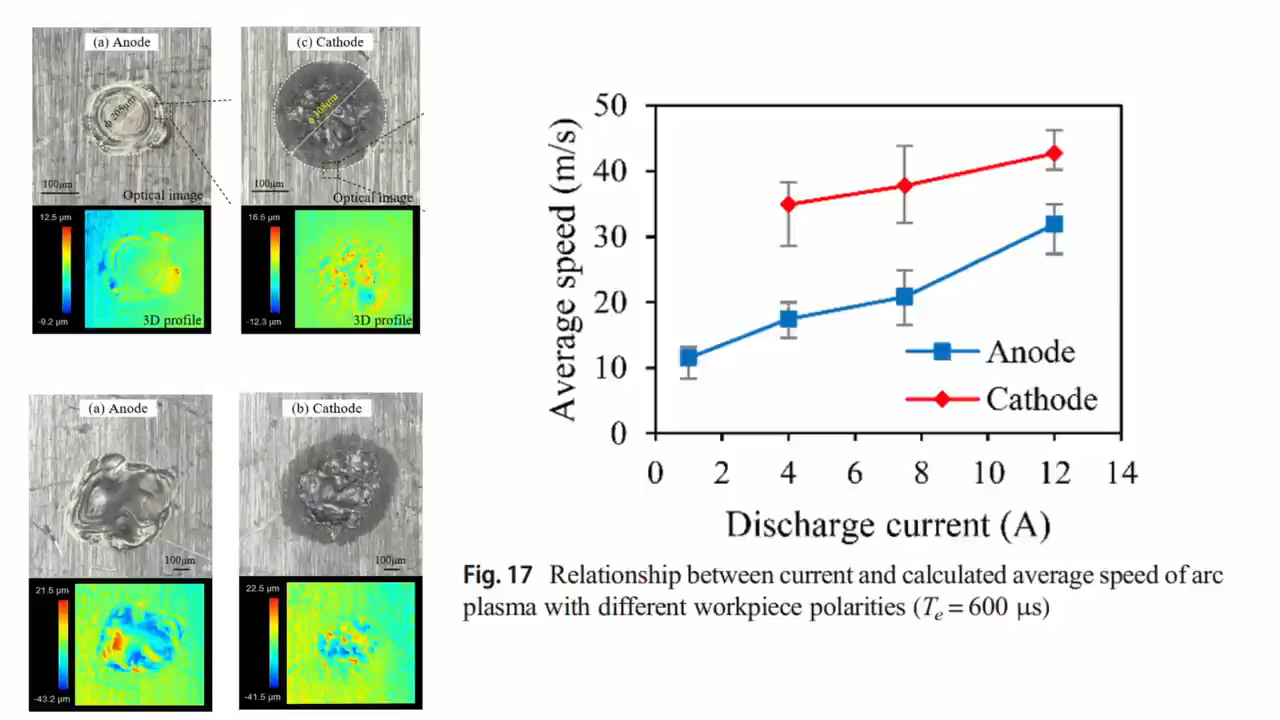 (a) Anode
ϕ 205μm
100μm
Optical image
12.5 μm
-9.2 μm
3D profile
(c) Cathode
ϕ 308μm
100μm
Optical image
16.5 μm
-12.3 μm
3D profile
(a) Anode
100μm
21.5 μm
-43.2 μm
(b) Cathode
100μm
22.5 μm
-41.5 μm
Average speed (m/s)
50
40
30
20
10
0
Anode
Cathode
0 2 4 6 8 10 12 14
Discharge current (A)
Fig. 17 Relationship between current and calculated average speed of arc
plasma with different workpiece polarities (Te = 600 μs)